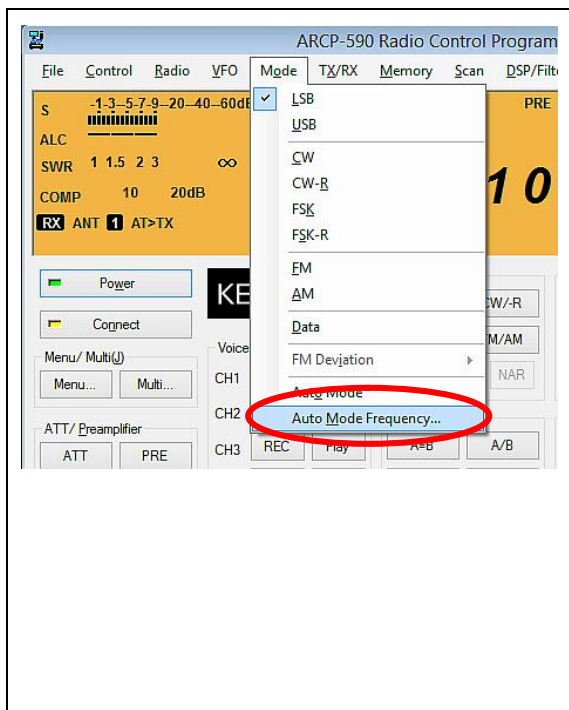 ARCP-590 Radio Control Program
File Control Radio VFO Mode TX/RX Memory Scan DSP/Filt
S -1-3--5-7-9--20--40--60dB
ALC
SWR 1 1.5 2 3 ∞
COMP 10 20dB
RX ANT 1 AT>TX
PRE
10
LSB
USB
CW
CW-R
FSK
FSK-R
FM
AM
Data
FM Deviation
Auto Mode
Auto Mode Frequency...
Power
Connect
KE
Menu/ Multi(J)
Menu... Multi...
ATT/ Preamplifier
ATT PRE
Voice
CH1
CH2
CH3 REC Play A=B A/B
CW/-R
M/AM
NAR